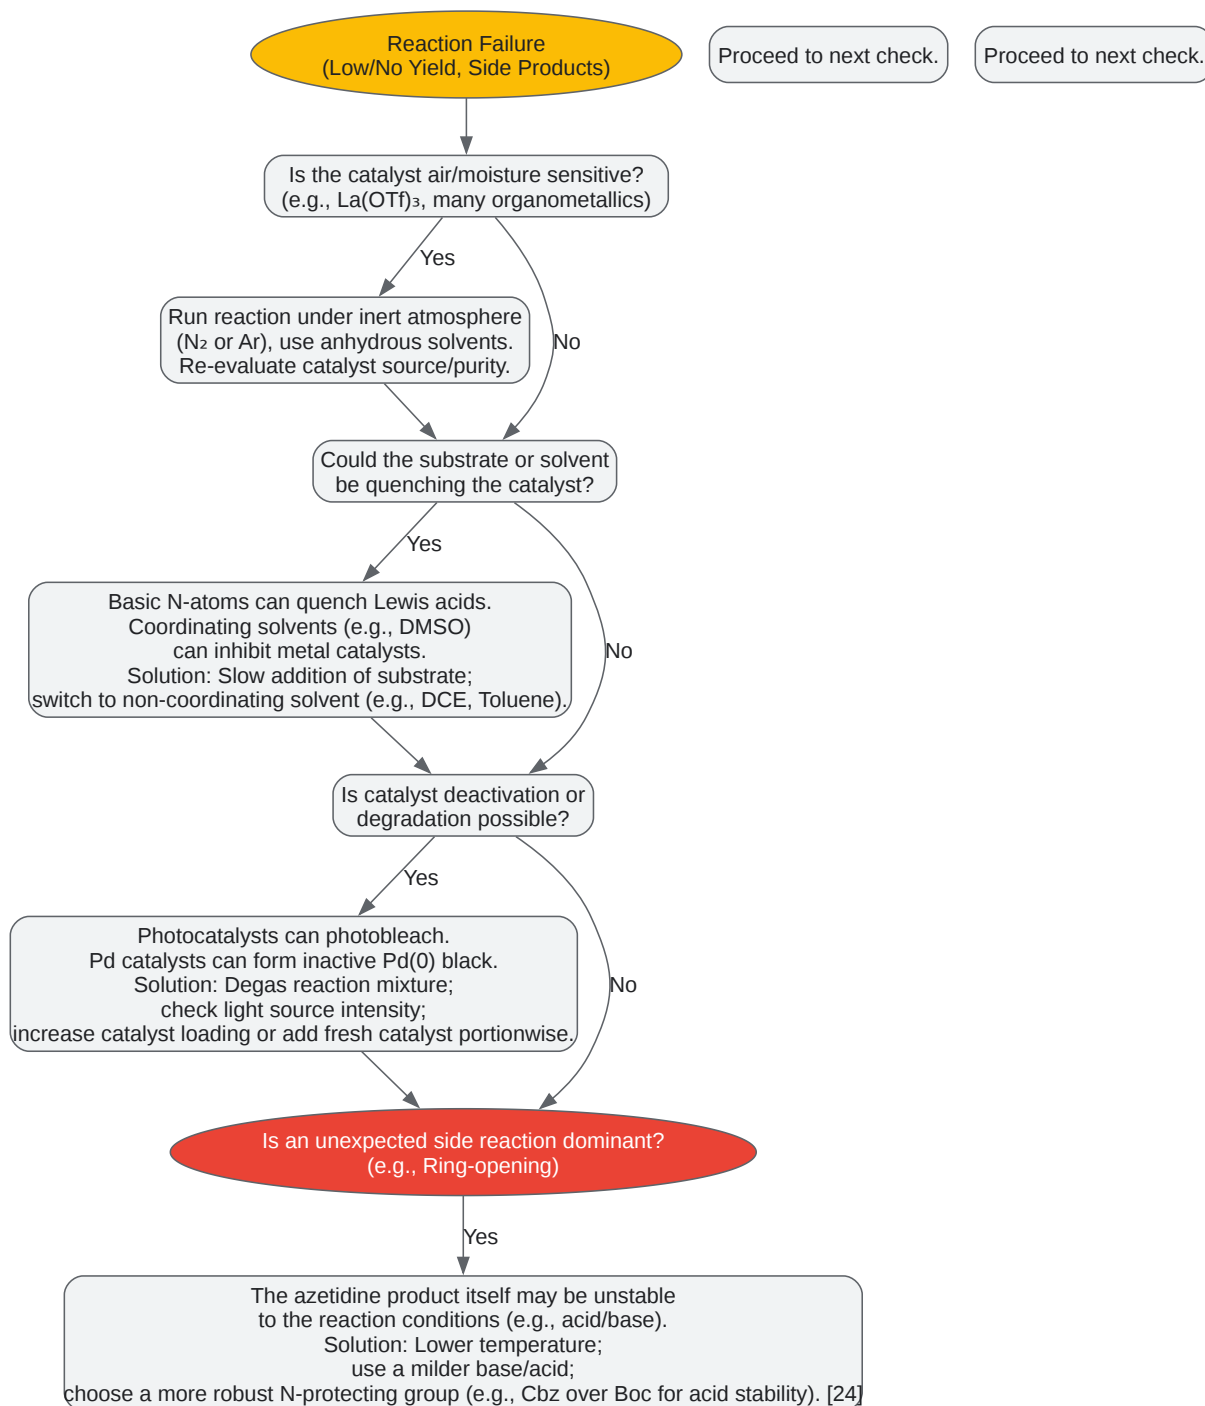 Reaction Failure
(Low/No Yield, Side Products)
Proceed to next check.
Proceed to next check.
Is the catalyst air/moisture sensitive?
(e.g., La(OTf)₃, many organometallics)
Yes
Run reaction under inert atmosphere
(N₂ or Ar), use anhydrous solvents.
Re-evaluate catalyst source/purity.
No
Could the substrate or solvent
be quenching the catalyst?
Yes
Basic N-atoms can quench Lewis acids.
Coordinating solvents (e.g., DMSO)
can inhibit metal catalysts.
Solution: Slow addition of substrate;
switch to non-coordinating solvent (e.g., DCE, Toluene).
No
Is catalyst deactivation or
degradation possible?
Yes
Photocatalysts can photobleach.
Pd catalysts can form inactive Pd(0) black.
Solution: Degas reaction mixture;
check light source intensity;
increase catalyst loading or add fresh catalyst portionwise.
No
Is an unexpected side reaction dominant?
(e.g., Ring-opening)
Yes
The azetidine product itself may be unstable
to the reaction conditions (e.g., acid/base).
Solution: Lower temperature;
use a milder base/acid;
choose a more robust N-protecting group (e.g., Cbz over Boc for acid stability). [24]